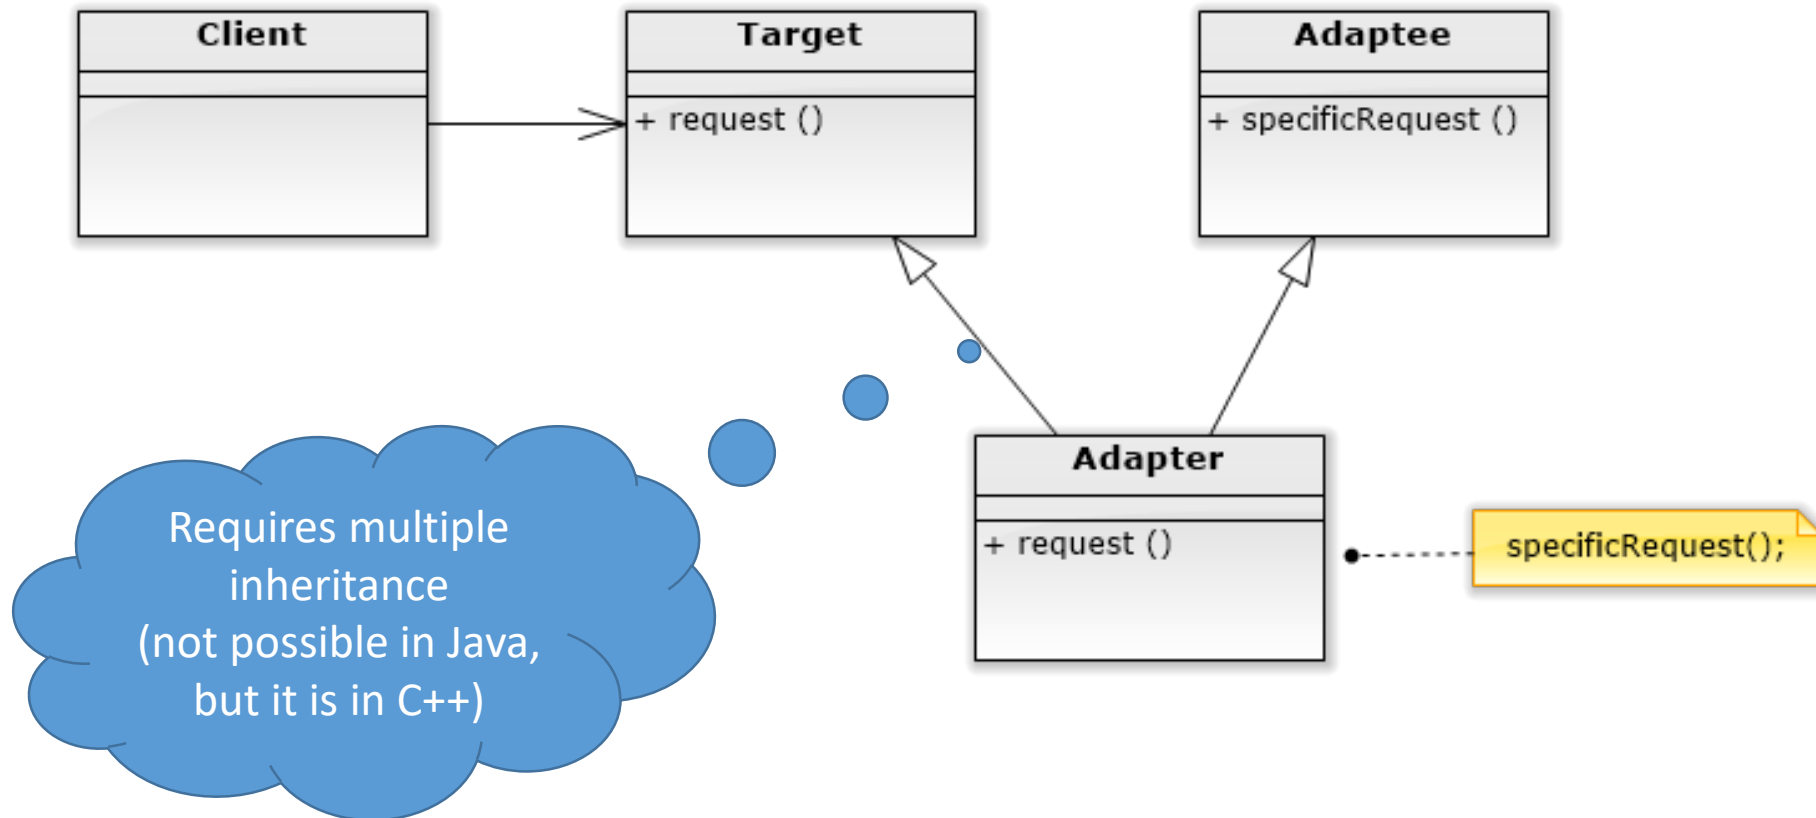 Client
Target
+ request ()
Adaptee
+ specificRequest ()
Adapter
+ request ()
specificRequest();
Requires multiple
inheritance
(not possible in Java,
but it is in C++)